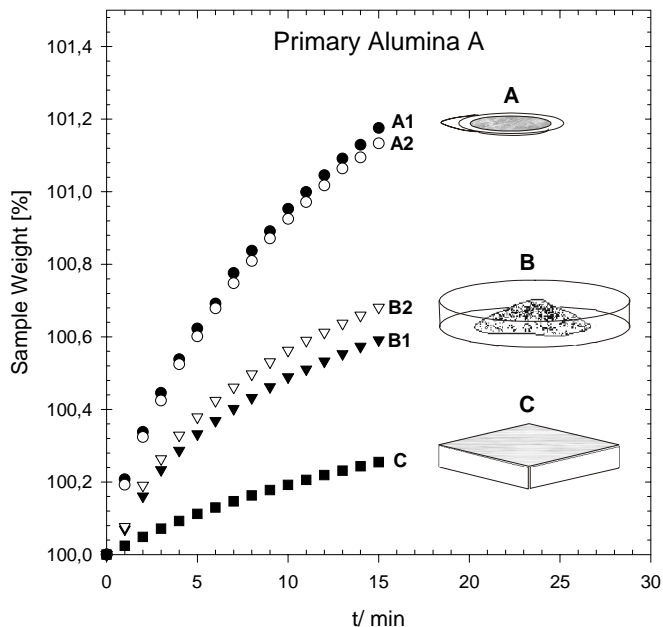 Primary Alumina A
Sample Weight [%]
101,4
101,2
101,0
100,8
100,6
100,4
100,2
100,0
A1
A2
B2
B1
C
A
B
C
0
5
10
15
20
25
30
t/ min